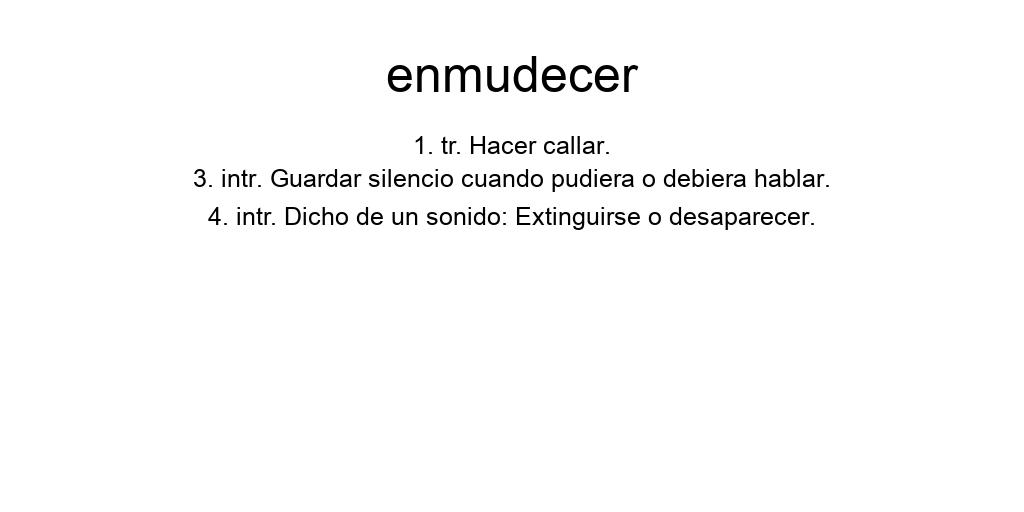 enmudecer
1. tr. Hacer callar.
3. intr. Guardar silencio cuando pudiera o debiera hablar.
4. intr. Dicho de un sonido: Extinguirse o desaparecer.